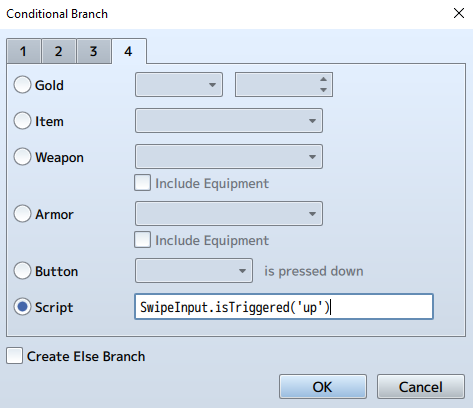 Conditional Branch
1 2 3 4
Gold
Item
Weapon
Include Equipment
Armor
Include Equipment
Button is pressed down
Script SwipeInput.isTriggered('up')
Create Else Branch
OK Cancel